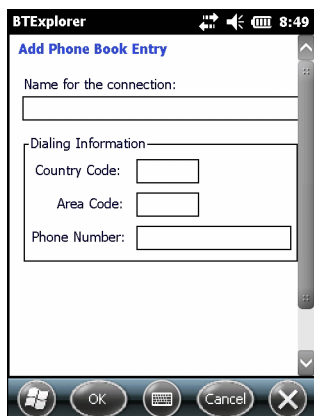 BTExplorer 8:49
Add Phone Book Entry
Name for the connection:
Dialing Information
Country Code:
Area Code:
Phone Number:
OK Cancel